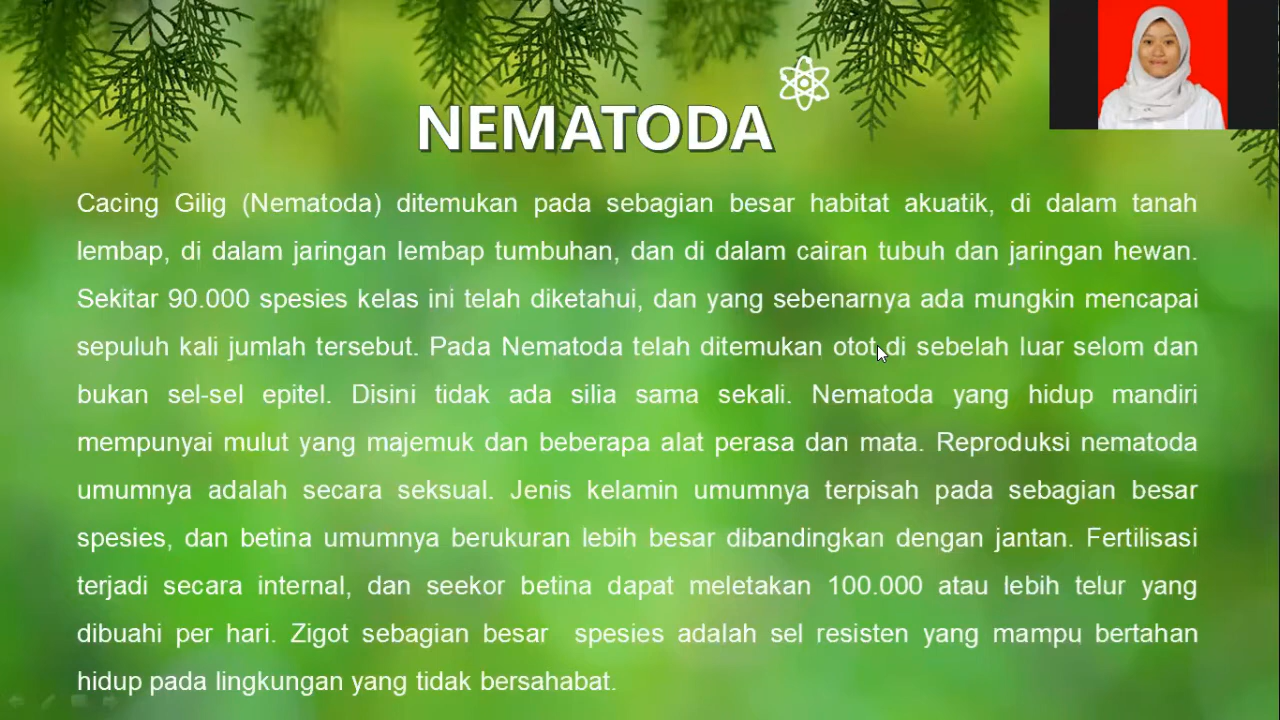 NEMATODA
Cacing Gilig (Nematoda) ditemukan pada sebagian besar habitat akuatik, di dalam tanah
lembap, di dalam jaringan lembap tumbuhan, dan di dalam cairan tubuh dan jaringan hewan.
Sekitar 90.000 spesies kelas ini telah diketahui, dan yang sebenarnya ada mungkin mencapai
sepuluh kali jumlah tersebut. Pada Nematoda telah ditemukan otot di sebelah luar selom dan
bukan sel-sel epitel. Disini tidak ada silia sama sekali. Nematoda yang hidup mandiri
mempunyai mulut yang majemuk dan beberapa alat perasa dan mata. Reproduksi nematoda
umumnya adalah secara seksual. Jenis kelamin umumnya terpisah pada sebagian besar
spesies, dan betina umumnya berukuran lebih besar dibandingkan dengan jantan. Fertilisasi
terjadi secara internal, dan seekor betina dapat meletakan 100.000 atau lebih telur yang
dibuahi per hari. Zigot sebagian besar spesies adalah sel resisten yang mampu bertahan
hidup pada lingkungan yang tidak bersahabat.